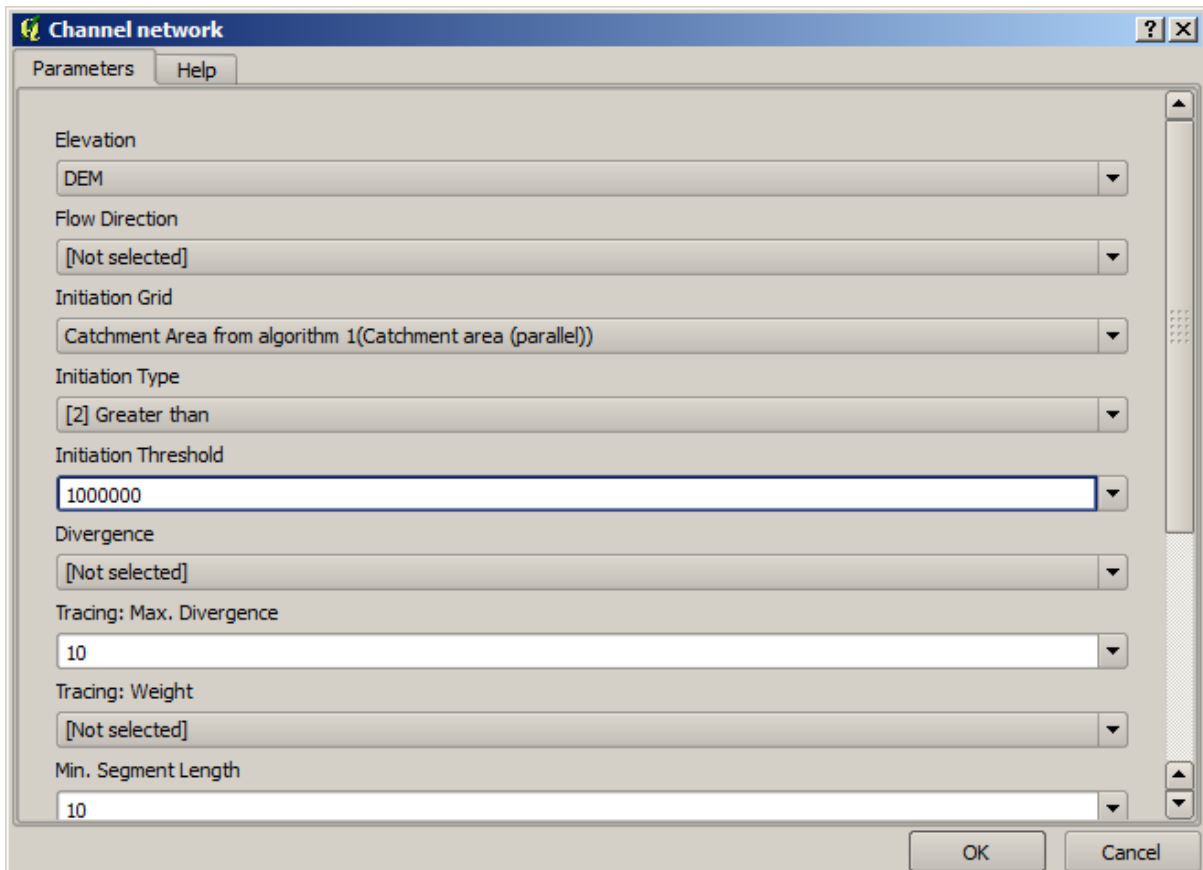 Channel network
Parameters Help
Elevation
DEM
Flow Direction
[Not selected]
Initiation Grid
Catchment Area from algorithm 1(Catchment area (parallel))
Initiation Type
[2] Greater than
Initiation Threshold
1000000
Divergence
[Not selected]
Tracing: Max. Divergence
10
Tracing: Weight
[Not selected]
Min. Segment Length
10
OK Cancel